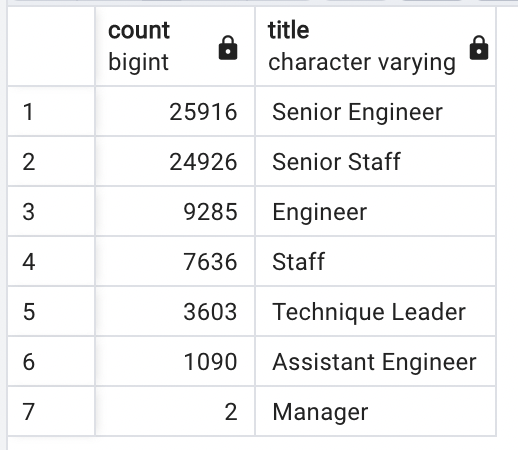 count title
bigint character varying
1 25916 Senior Engineer
2 24926 Senior Staff
3 9285 Engineer
4 7636 Staff
5 3603 Technique Leader
6 1090 Assistant Engineer
7 2 Manager